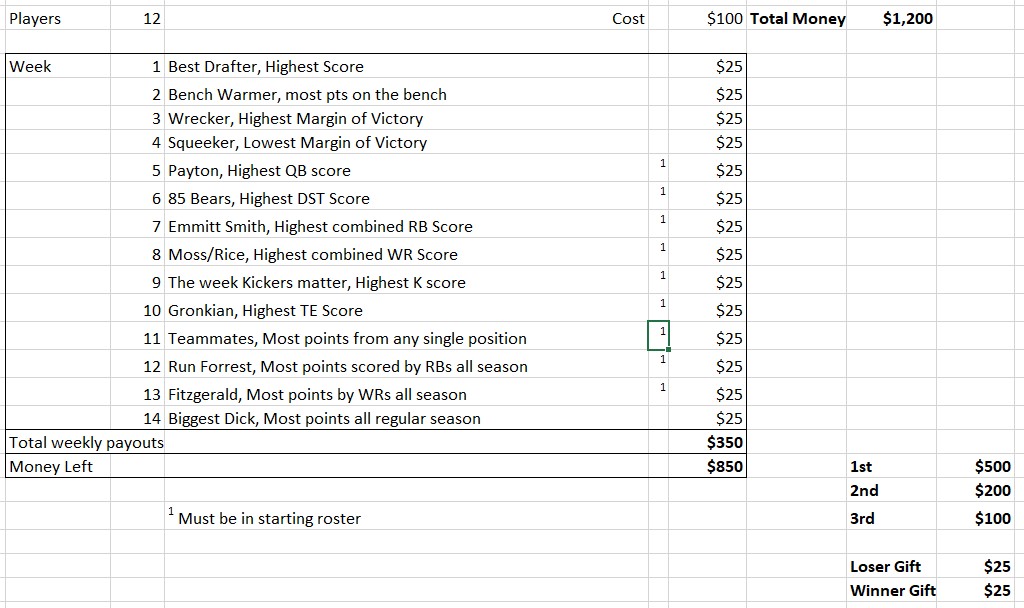 Players 12 Cost $100 Total Money $1,200
Week 1 Best Drafter, Highest Score $25
2 Bench Warmer, most pts on the bench $25
3 Wrecker, Highest Margin of Victory $25
4 Squeeker, Lowest Margin of Victory $25
5 Payton, Highest QB score 1 $25
6 85 Bears, Highest DST Score 1 $25
7 Emmitt Smith, Highest combined RB Score 1 $25
8 Moss/Rice, Highest combined WR Score 1 $25
9 The week Kickers matter, Highest K score 1 $25
10 Gronkian, Highest TE Score 1 $25
11 Teammates, Most points from any single position 1 $25
12 Run Forrest, Most points scored by RBs all season 1 $25
13 Fitzgerald, Most points by WRs all season 1 $25
14 Biggest Dick, Most points all regular season $25
Total weekly payouts $350
Money Left $850 1st $500
2nd $200
1 Must be in starting roster 3rd $100
Loser Gift $25
Winner Gift $25